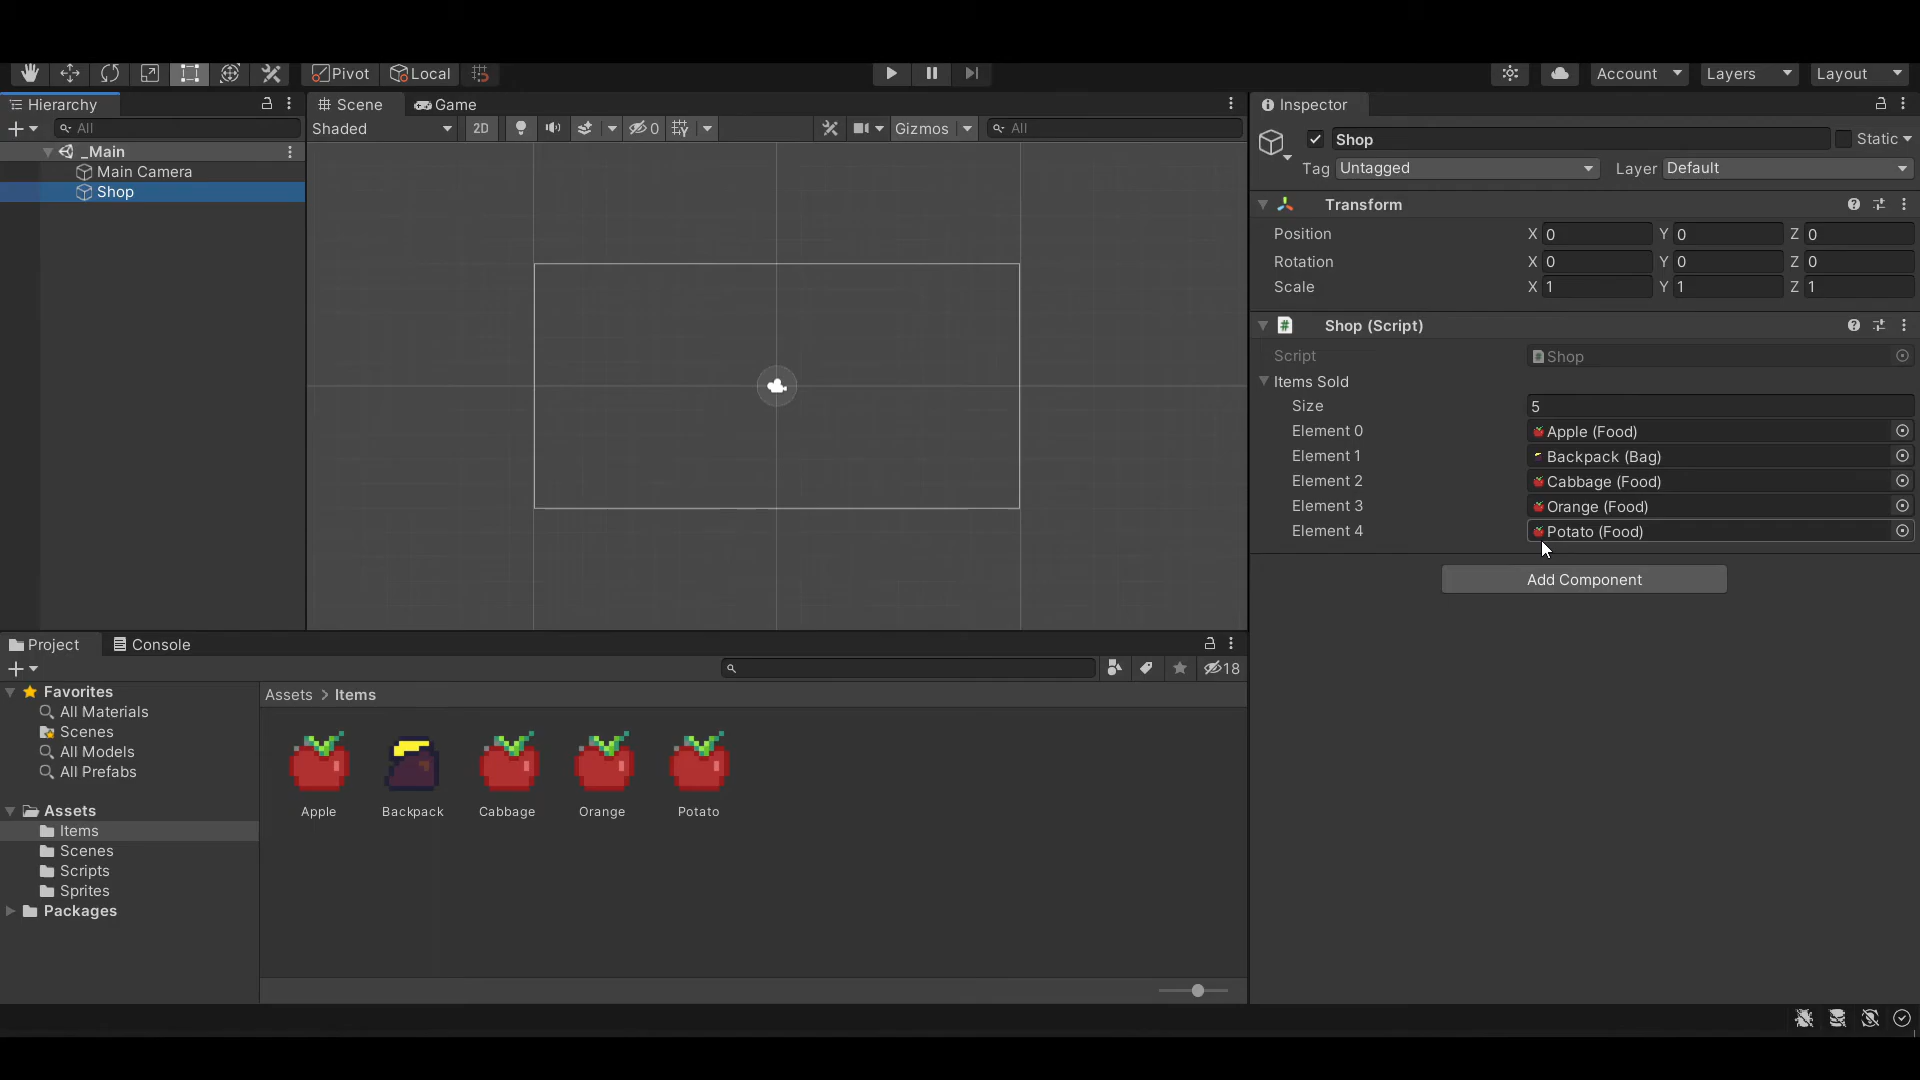 Pivot Local Account Layers Layout
Hierarchy
All
_Main
Main Camera
Shop
Scene Game
Shaded 2D 0 Gizmos All
Inspector
Shop Static
Tag Untagged Layer Default
Transform
Position X 0 Y 0 Z 0
Rotation X 0 Y 0 Z 0
Scale X 1 Y 1 Z 1
# Shop (Script)
Script Shop
Items Sold
Size 5
Element 0 Apple (Food)
Element 1 Backpack (Bag)
Element 2 Cabbage (Food)
Element 3 Orange (Food)
Element 4 Potato (Food)
Add Component
Project Console
18
Favorites
All Materials
Scenes
All Models
All Prefabs
Assets
Items
Scenes
Scripts
Sprites
Packages
Assets > Items
Apple Backpack Cabbage Orange Potato